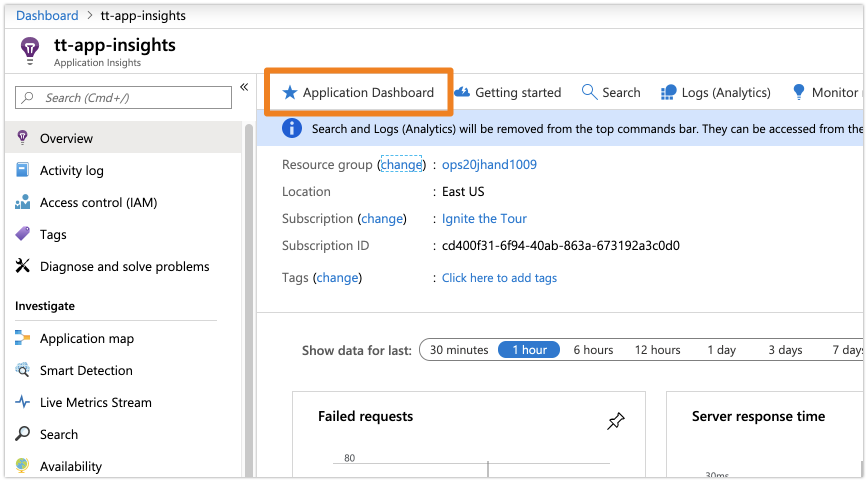 Dashboard > tt-app-insights
tt-app-insights
Application Insights
Search (Cmd+/)
«
Overview
Activity log
Access control (IAM)
Tags
Diagnose and solve problems
Investigate
Application map
Smart Detection
Live Metrics Stream
Search
Availability
Application Dashboard Getting started Search Logs (Analytics) Monitor
Search and Logs (Analytics) will be removed from the top commands bar. They can be accessed from the
Resource group (change) : ops20jhand1009
Location : East US
Subscription (change) : Ignite the Tour
Subscription ID : cd400f31-6f94-40ab-863a-673192a3c0d0
Tags (change) : Click here to add tags
Show data for last: 30 minutes 1 hour 6 hours 12 hours 1 day 3 days 7 days
Failed requests
80
Server response time
30ms